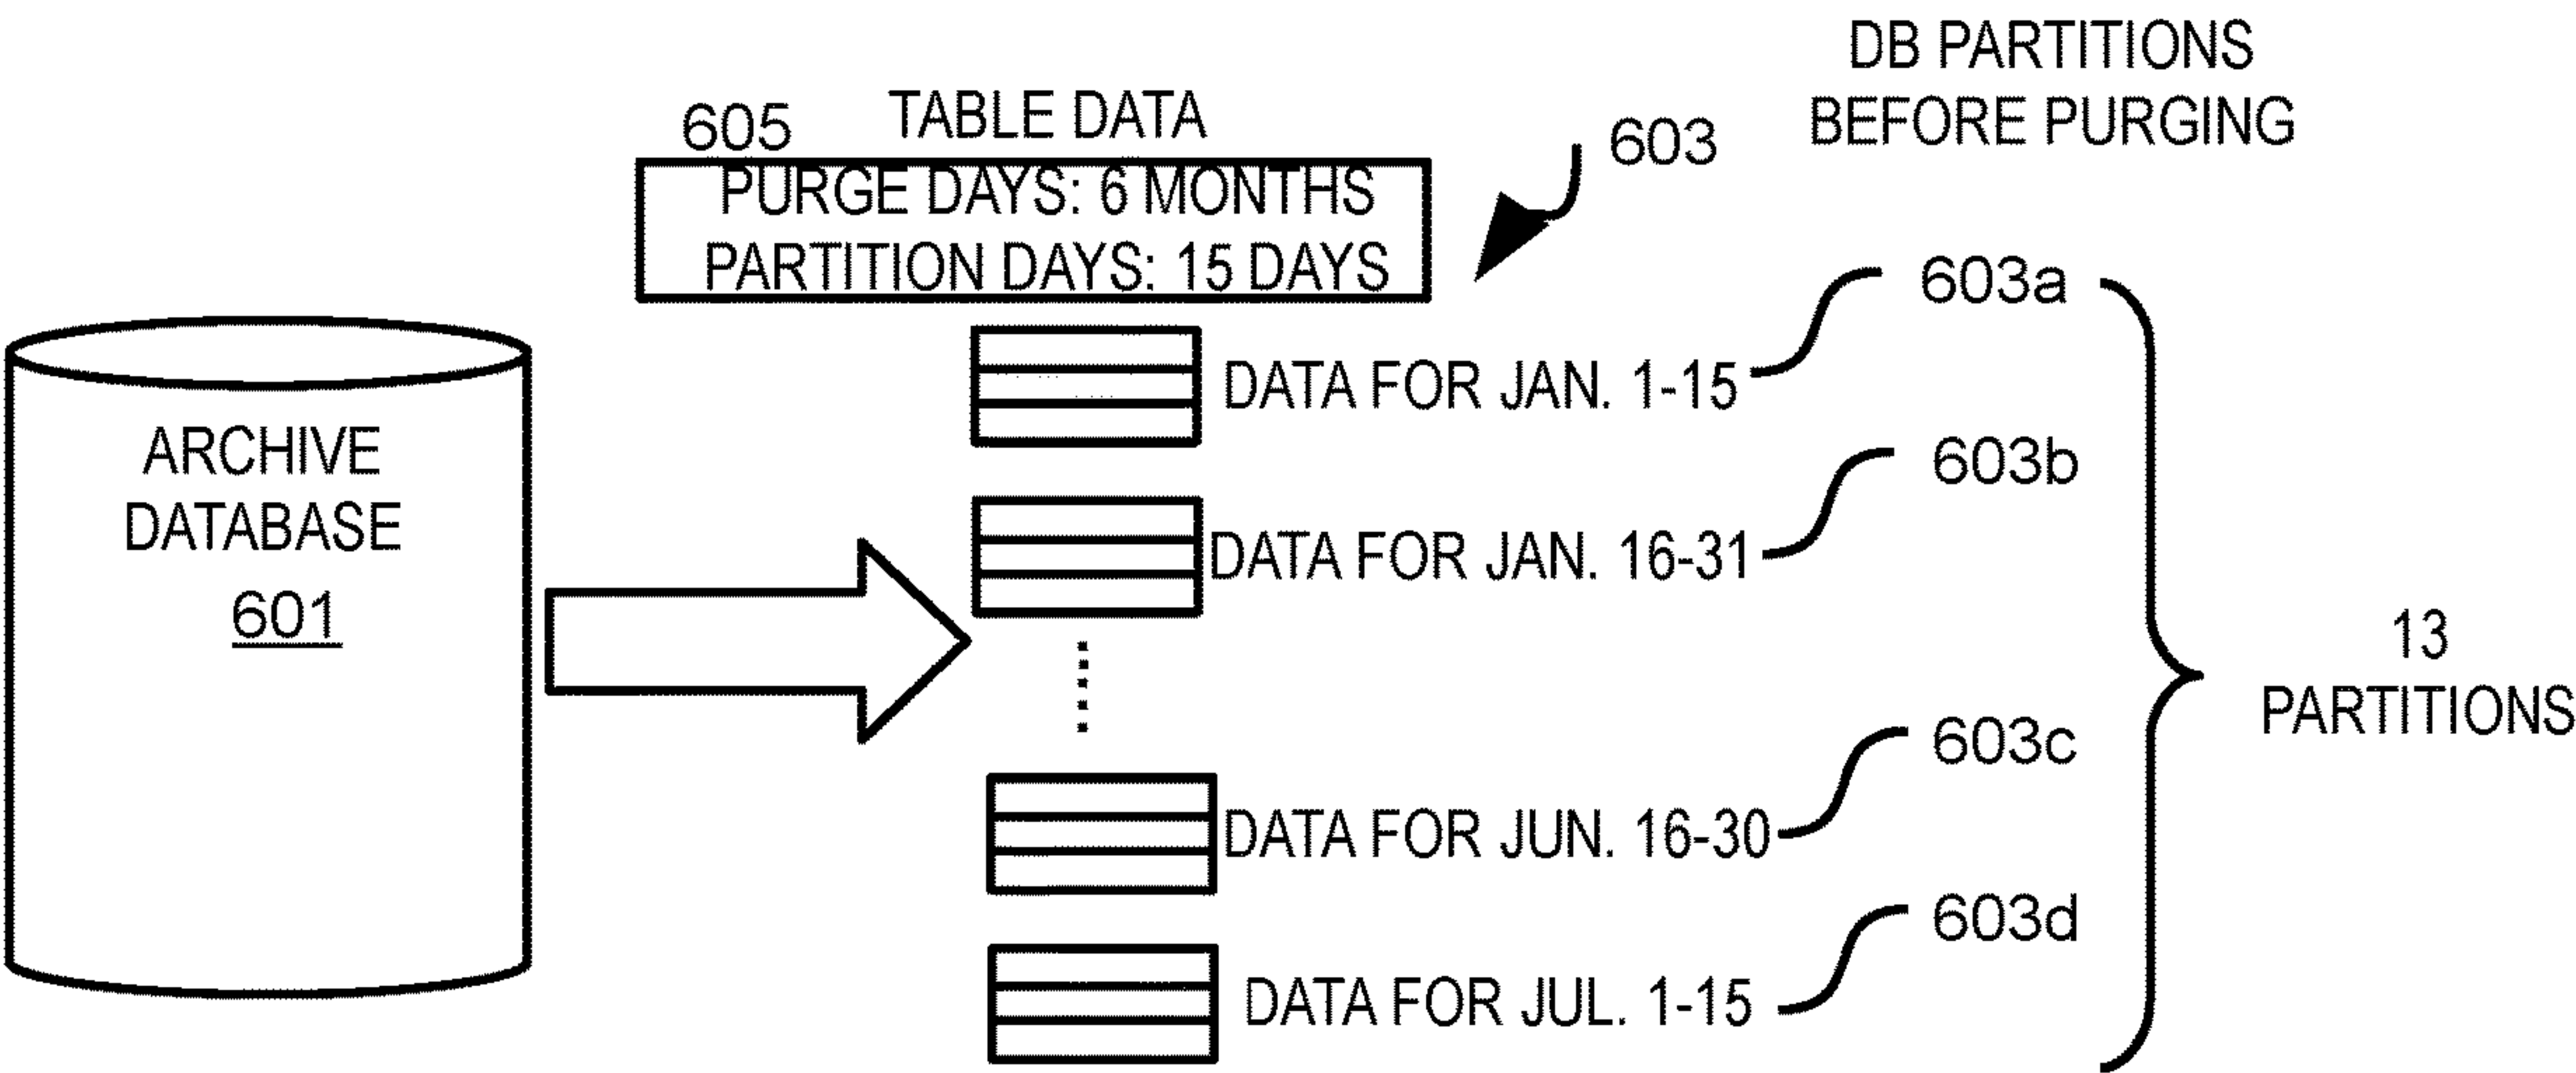 DB PARTITIONS
BEFORE PURGING
605
TABLE DATA
603
PURGE DAYS: 6 MONTHS
PARTITION DAYS: 15 DAYS
603a
DATA FOR JAN. 1-15
ARCHIVE
DATABASE
601
603b
DATA FOR JAN. 16-31
13
PARTITIONS
603c
DATA FOR JUN. 16-30
603d
DATA FOR JUL. 1-15